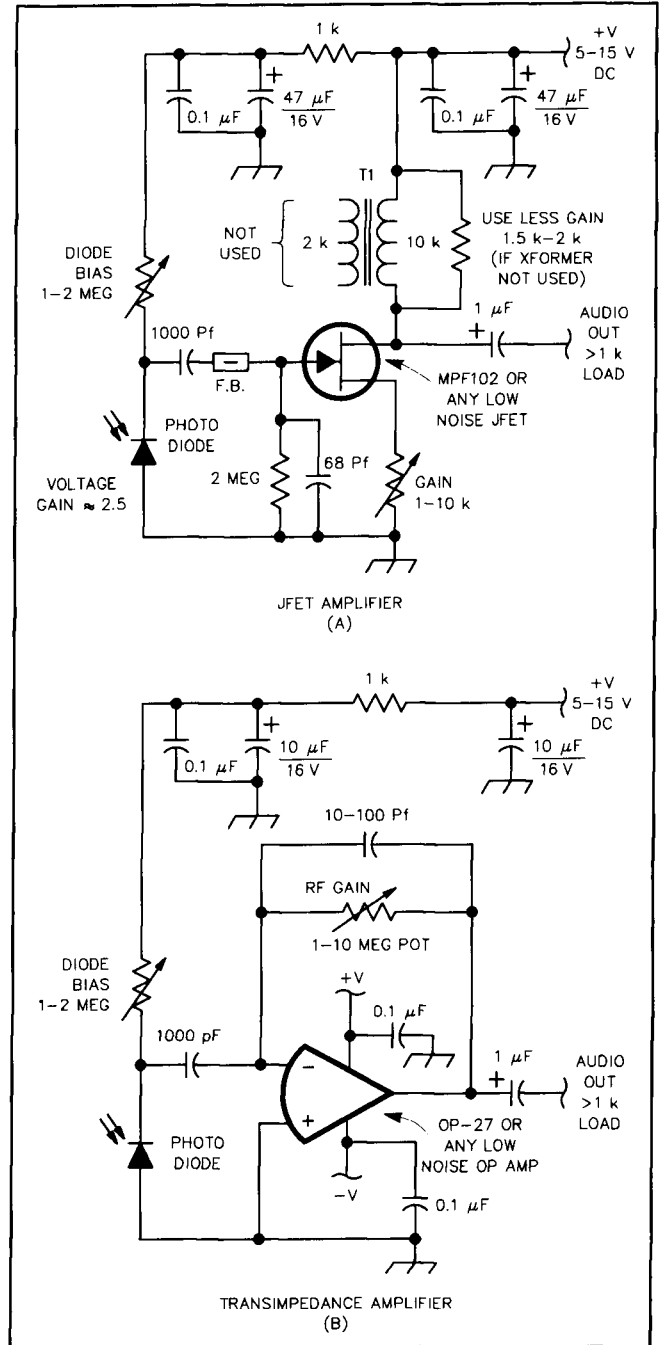 1 k
+V
5-15 V
DC
+
0.1 µF
47 µF
16 V
+
0.1 µF
47 µF
16 V
T1
NOT
USED
2 k
10 k
USE LESS GAIN
1.5 k-2 k
(IF XFORMER
NOT USED)
DIODE
BIAS
1-2 MEG
1000 Pf
F.B.
1 µF
+
AUDIO
OUT
>1 k
LOAD
MPF102 OR
ANY LOW
NOISE JFET
PHOTO
DIODE
VOLTAGE
GAIN ≈ 2.5
2 MEG
68 Pf
GAIN
1-10 k
JFET AMPLIFIER
(A)
1 k
+V
5-15 V
DC
+
0.1 µF
10 µF
16 V
+
10 µF
16 V
10-100 Pf
RF GAIN
1-10 MEG POT
DIODE
BIAS
1-2 MEG
+V
0.1 µF
1000 pF
−
+
1 µF
+
AUDIO
OUT
>1 k
LOAD
OP-27 OR
ANY LOW
NOISE OP AMP
PHOTO
DIODE
-V
0.1 µF
TRANSIMPEDANCE AMPLIFIER
(B)